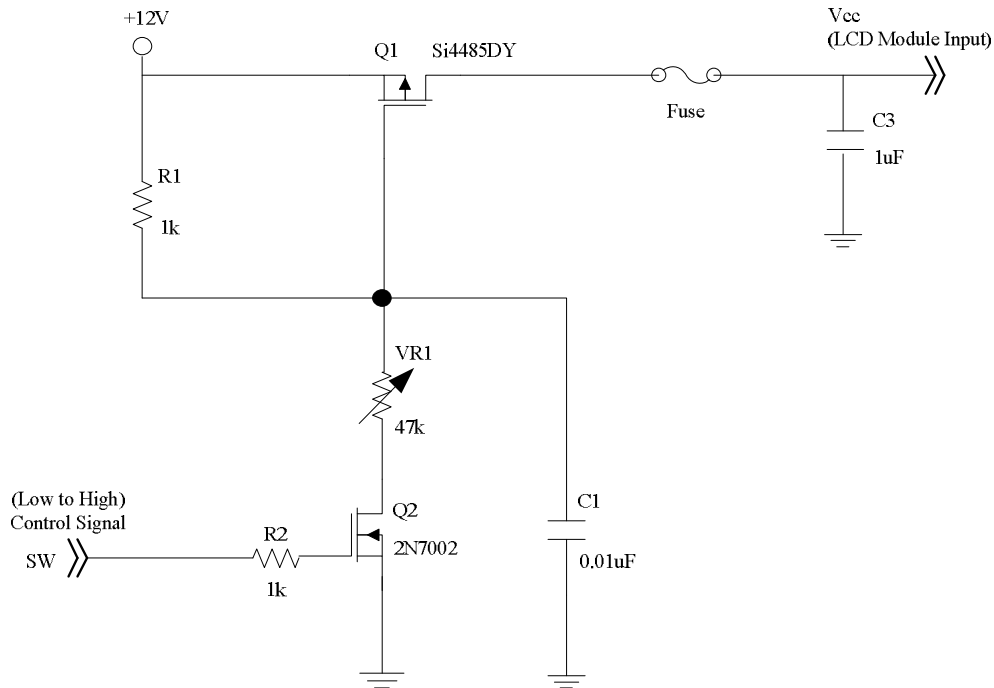 +12V
Q1
Si4485DY
Vcc
(LCD Module Input)
Fuse
C3
1uF
R1
1k
VR1
47k
(Low to High)
Control Signal
SW
R2
1k
Q2
2N7002
C1
0.01uF